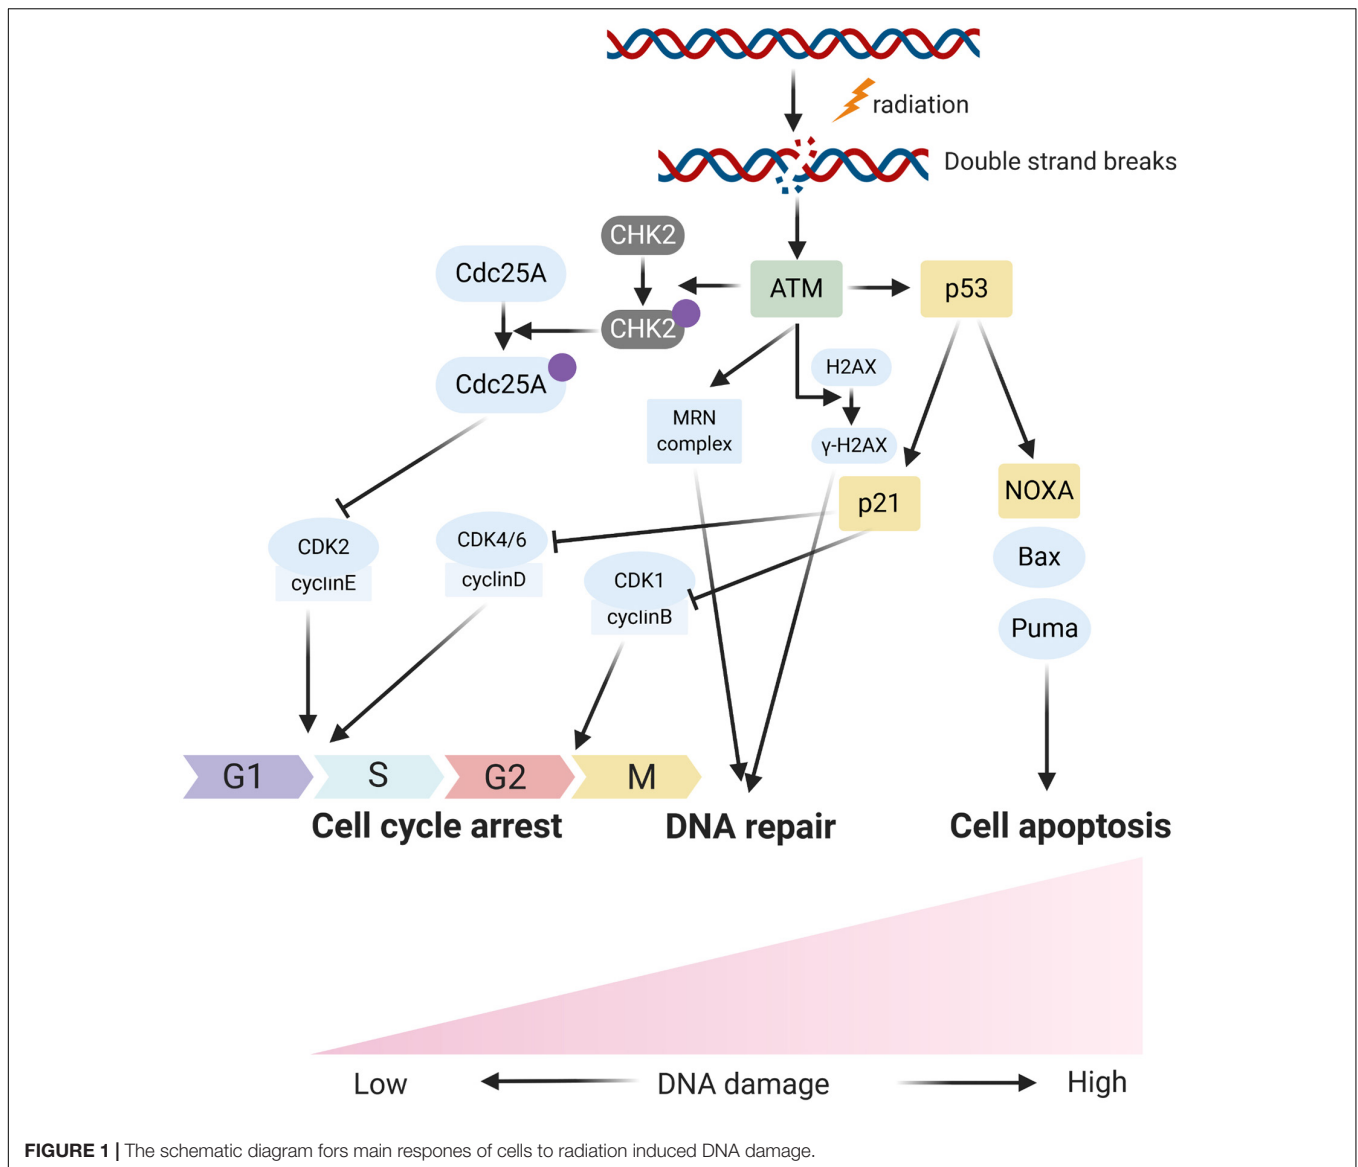 radiation
Double strand breaks
CHK2
Cdc25A
ATM
p53
CHK2
H2AX
Cdc25A
MRN
complex
γ-H2AX
p21
NOXA
CDK2
cyclinE
CDK4/6
cyclinD
CDK1
cyclinB
Bax
Puma
G1
S
G2
M
Cell cycle arrest
DNA repair
Cell apoptosis
Low
DNA damage
High
FIGURE 1 | The schematic diagram fors main respones of cells to radiation induced DNA damage.